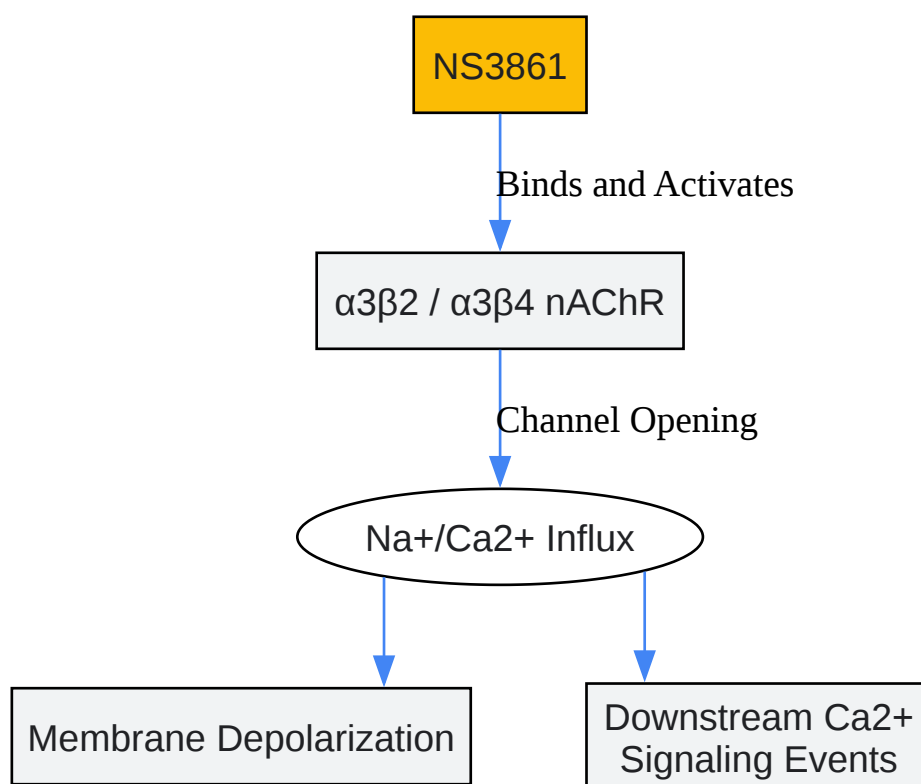 NS3861
Binds and Activates
α3β2 / α3β4 nAChR
Channel Opening
Na+/Ca2+ Influx
Membrane Depolarization
Downstream Ca2+
Signaling Events